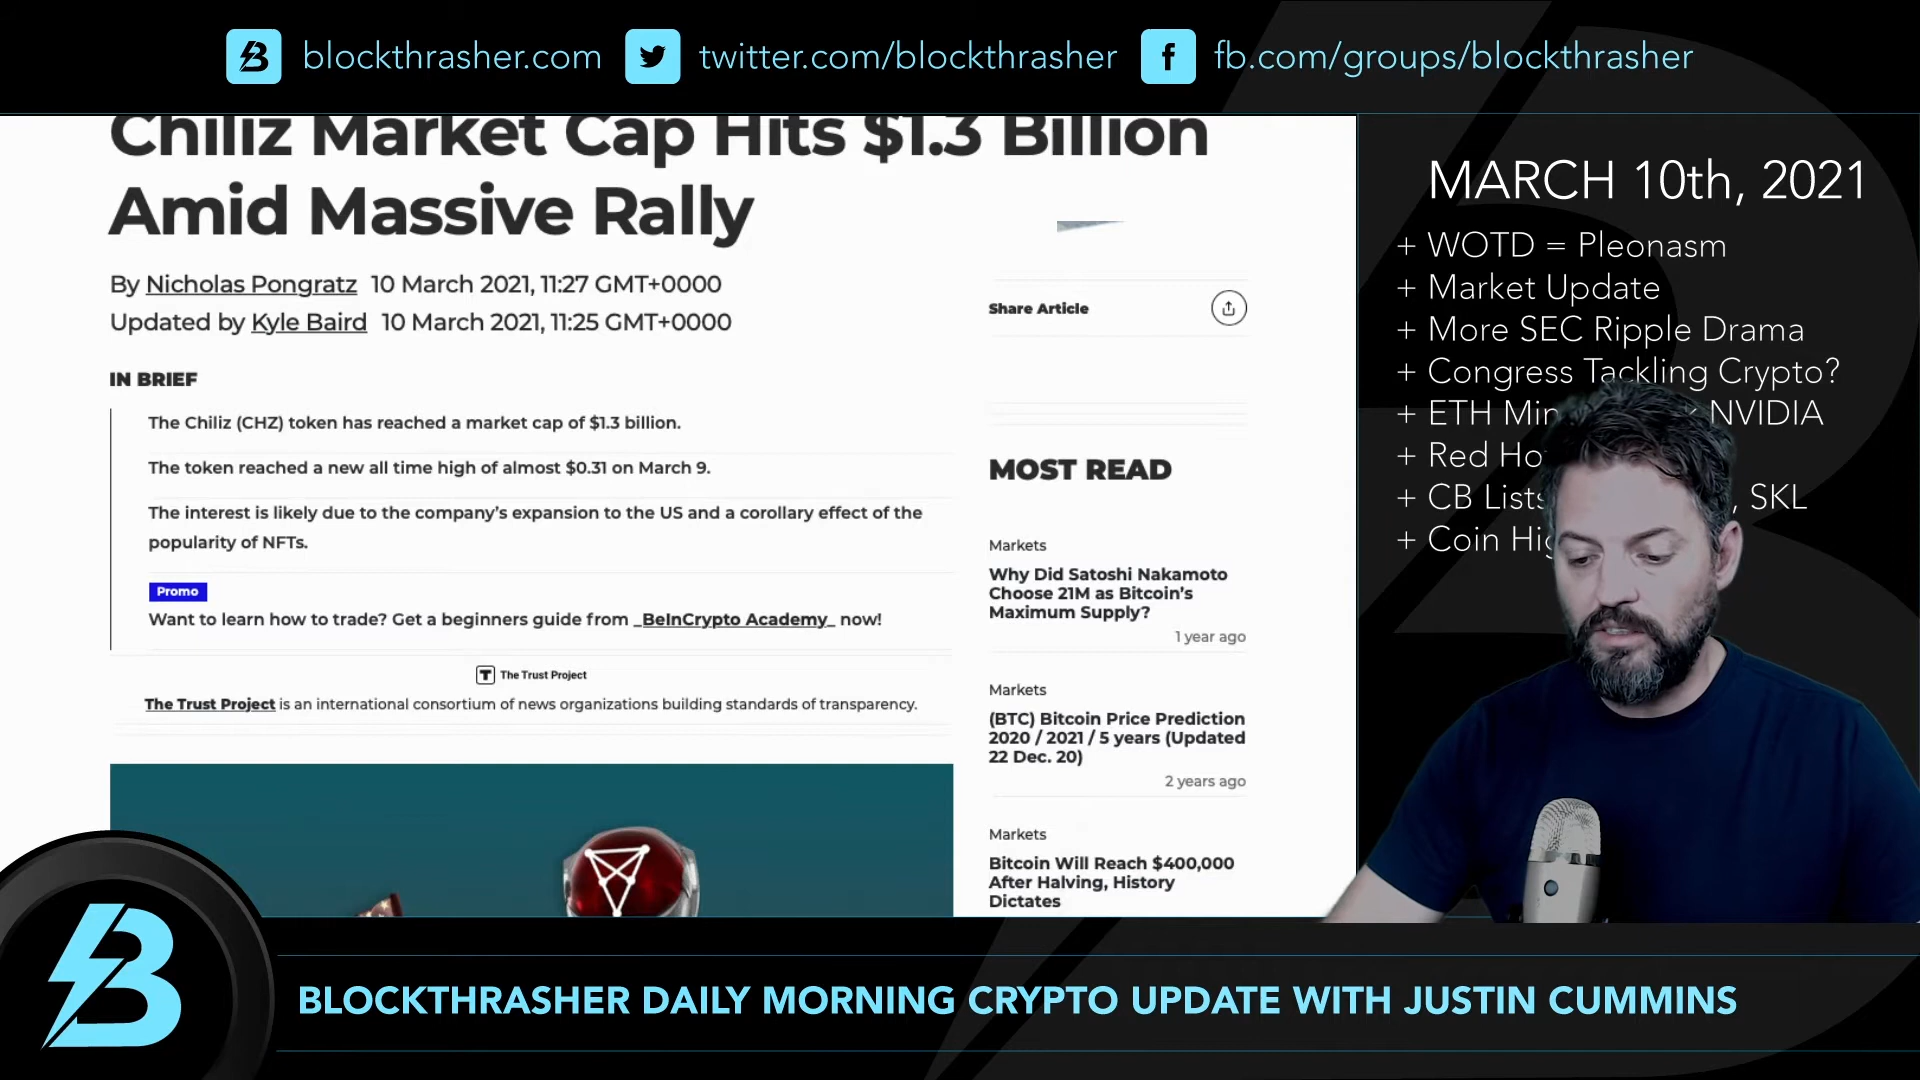 blockthrasher.com
twitter.com/blockthrasher
fb.com/groups/blockthrasher
Chiliz Market Cap Hits $1.3 Billion
Amid Massive Rally
By Nicholas Pongratz 10 March 2021, 11:27 GMT+0000
Updated by Kyle Baird 10 March 2021, 11:25 GMT+0000
IN BRIEF
The Chiliz (CHZ) token has reached a market cap of $1.3 billion.
The token reached a new all time high of almost $0.31 on March 9.
The interest is likely due to the company's expansion to the US and a corollary effect of the
popularity of NFTs.
Promo
Want to learn how to trade? Get a beginners guide from _BeInCrypto Academy_ now!
The Trust Project
The Trust Project is an international consortium of news organizations building standards of transparency.
Share Article
MOST READ
Markets
Why Did Satoshi Nakamoto
Choose 21M as Bitcoin's
Maximum Supply?
1 year ago
Markets
(BTC) Bitcoin Price Prediction
2020 / 2021 / 5 years (Updated
22 Dec. 20)
2 years ago
Markets
Bitcoin Will Reach $400,000
After Halving, History
Dictates
MARCH 10th, 2021
+ WOTD = Pleonasm
+ Market Update
+ More SEC Ripple Drama
+ Congress Tackling Crypto?
+ ETH NVIDIA
+ Red
+ CB , SKL
+ Coin
BLOCKTHRASHER DAILY MORNING CRYPTO UPDATE WITH JUSTIN CUMMINS